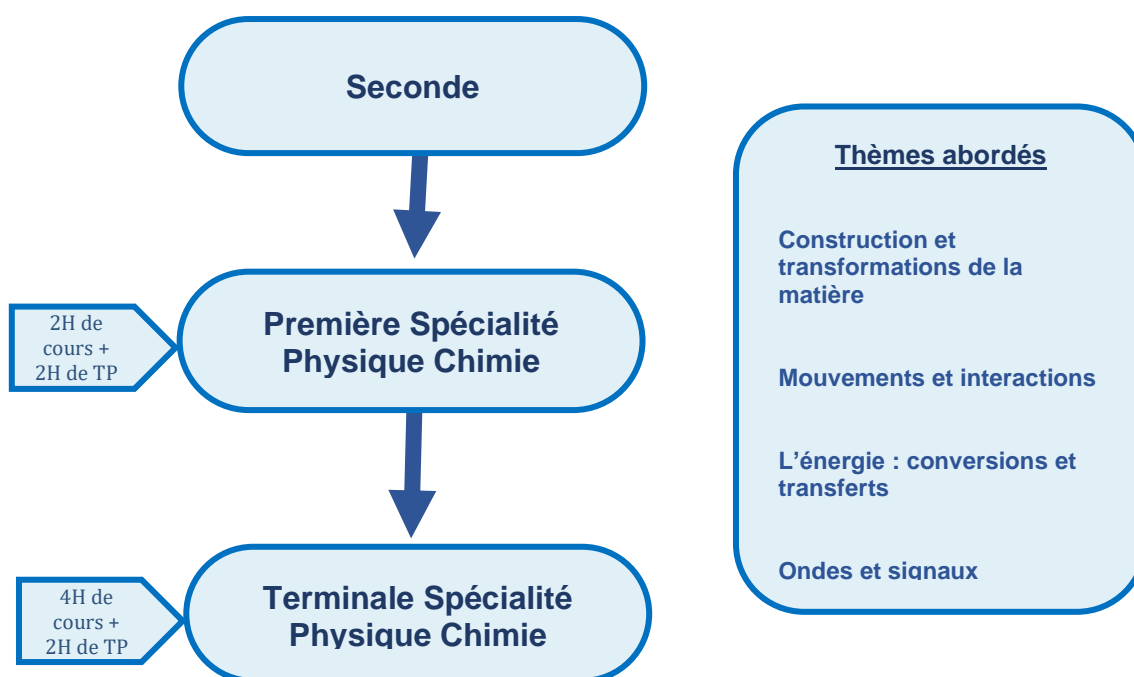 Seconde
Première Spécialité
Physique Chimie
2H de
cours +
2H de TP
Terminale Spécialité
Physique Chimie
4H de
cours +
2H de TP
Thèmes abordés
Construction et
transformations de la
matière
Mouvements et interactions
L'énergie : conversions et
transferts
Ondes et signaux